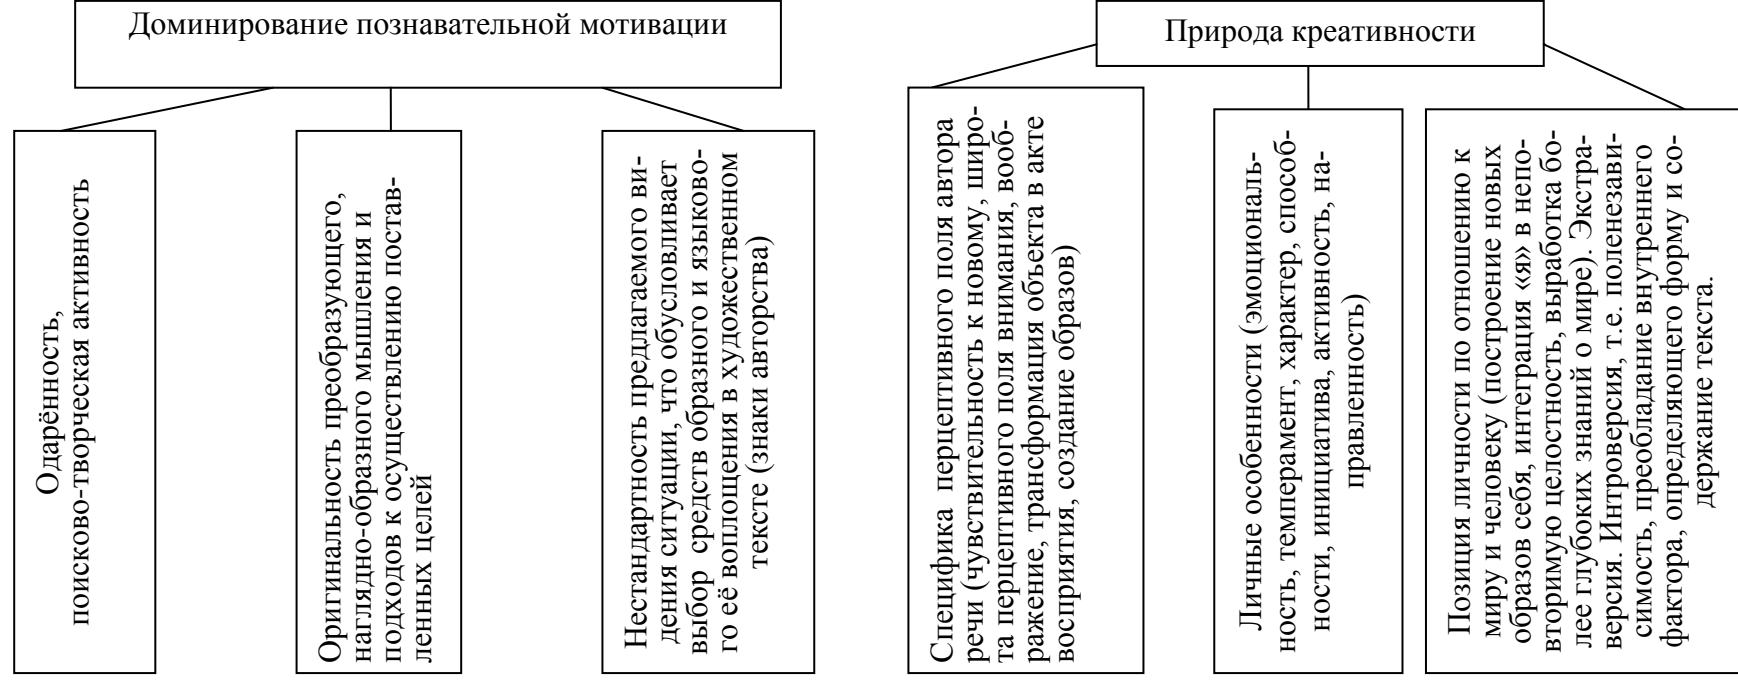 Доминирование познавательной мотивации
Природа креативности
Одарённость,
поисково-творческая активность
Оригинальность преобразующего,
наглядно-образного мышления и
подходов к осуществлению постав-
ленных целей
Нестандартность предлагаемого ви-
дения ситуации, что обусловливает
выбор средств образного и языково-
го её воплощения в художественном
тексте (знаки авторства)
Специфика перцептивного поля автора
речи (чувствительность к новому, широ-
та перцептивного поля внимания, вооб-
ражение, трансформация объекта в акте
восприятия, создание образов)
Личные особенности (эмоциональ-
ность, темперамент, характер, способ-
ности, инициатива, активность, на-
правленность)
Позиция личности по отношению к
миру и человеку (построение новых
образов себя, интеграция «я» в непо-
вторимую целостность, выработка бо-
лее глубоких знаний о мире). Экстра-
версия. Интроверсия, т.е. поленезави-
симость, преобладание внутреннего
фактора, определяющего форму и со-
держание текста.